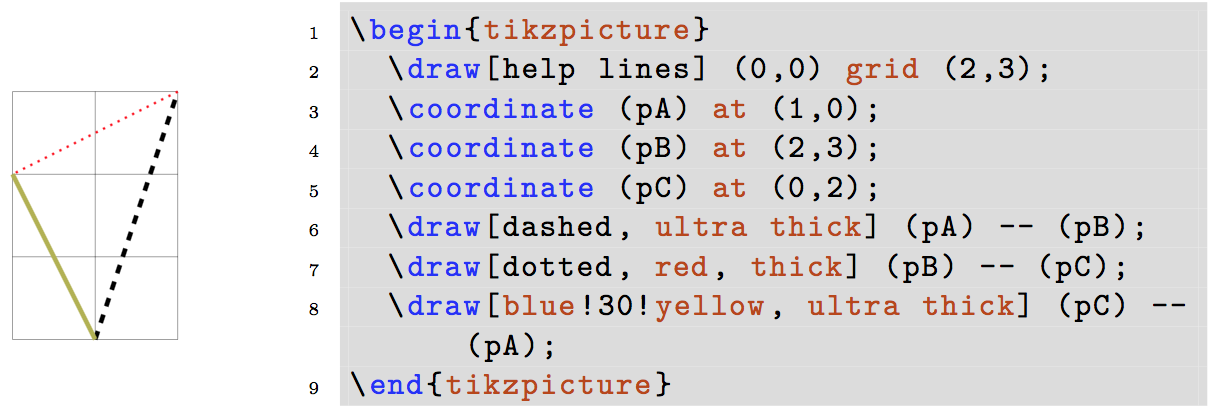 1 \begin{tikzpicture}
2 \draw[help lines] (0,0) grid (2,3);
3 \coordinate (pA) at (1,0);
4 \coordinate (pB) at (2,3);
5 \coordinate (pC) at (0,2);
6 \draw[dashed, ultra thick] (pA) -- (pB);
7 \draw[dotted, red, thick] (pB) -- (pC);
8 \draw[blue!30!yellow, ultra thick] (pC) --
(pA);
9 \end{tikzpicture}